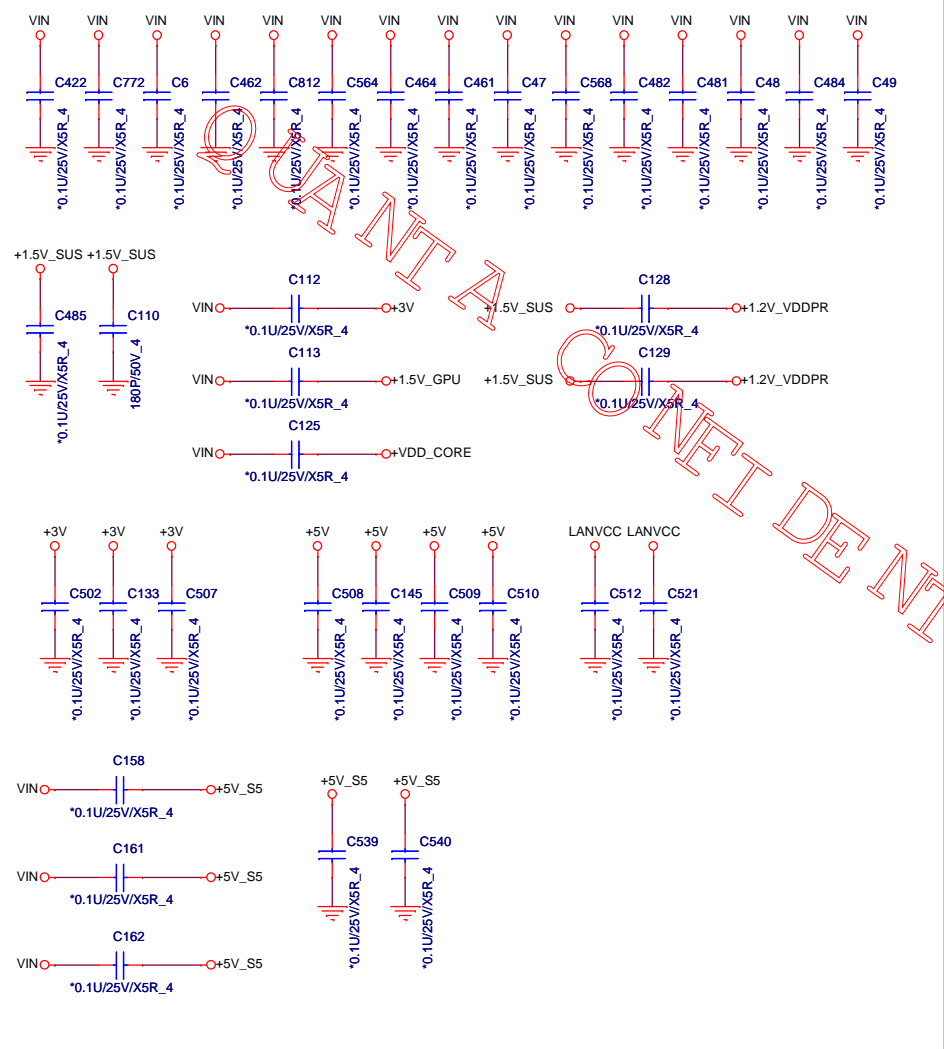 VIN VIN VIN VIN VIN VIN VIN VIN VIN VIN VIN VIN VIN VIN VIN
C422 C772 C6 C462 C812 C564 C464 C461 C47 C568 C482 C481 C48 C484 C49
*0.1U/25V/X5R_4 *0.1U/25V/X5R_4 *0.1U/25V/X5R_4 *0.1U/25V/X5R_4 *0.1U/25V/X5R_4 *0.1U/25V/X5R_4 *0.1U/25V/X5R_4 *0.1U/25V/X5R_4 *0.1U/25V/X5R_4 *0.1U/25V/X5R_4 *0.1U/25V/X5R_4 *0.1U/25V/X5R_4 *0.1U/25V/X5R_4 *0.1U/25V/X5R_4 *0.1U/25V/X5R_4
QUANTA CONFIDENTI
+1.5V_SUS +1.5V_SUS
C485 C110
*0.1U/25V/X5R_4 180P/50V_4
C112
VIN +3V
*0.1U/25V/X5R_4
C113
VIN +1.5V_GPU
*0.1U/25V/X5R_4
C125
VIN +VDD_CORE
*0.1U/25V/X5R_4
C128
+1.5V_SUS +1.2V_VDDPR
*0.1U/25V/X5R_4
C129
+1.5V_SUS +1.2V_VDDPR
*0.1U/25V/X5R_4
+3V +3V +3V
C502 C133 C507
*0.1U/25V/X5R_4 *0.1U/25V/X5R_4 *0.1U/25V/X5R_4
+5V +5V +5V +5V
C508 C145 C509 C510
*0.1U/25V/X5R_4 *0.1U/25V/X5R_4 *0.1U/25V/X5R_4 *0.1U/25V/X5R_4
LANVCC LANVCC
C512 C521
*0.1U/25V/X5R_4 *0.1U/25V/X5R_4
C158
VIN +5V_S5
*0.1U/25V/X5R_4
C161
VIN +5V_S5
*0.1U/25V/X5R_4
C162
VIN +5V_S5
*0.1U/25V/X5R_4
+5V_S5 +5V_S5
C539 C540
*0.1U/25V/X5R_4 *0.1U/25V/X5R_4